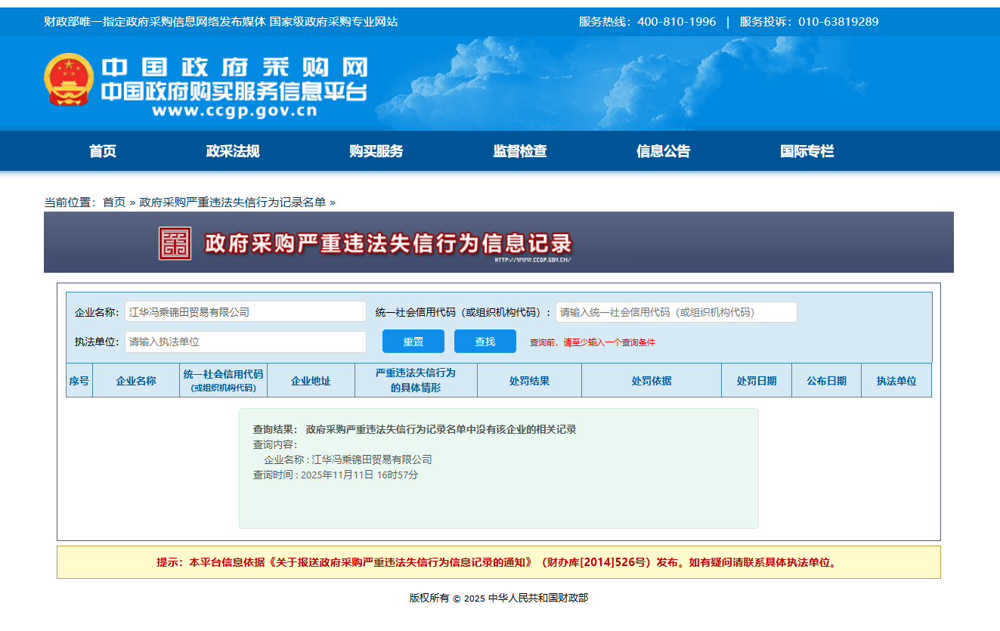 财政部唯一指定政府采购信息网络发布媒体 国家级政府采购专业网站
服务热线：400-810-1996 | 服务投诉：010-63819289
中国政府采购网
中国政府购买服务信息平台
www.ccgp.gov.cn
首页 政采法规 购买服务 监督检查 信息公告 国际专栏
当前位置：首页 » 政府采购严重违法失信行为记录名单 »
政府采购严重违法失信行为信息记录
HTTP://WWW.CCGP.GOV.CN/
企业名称：江华冯乘锦田贸易有限公司 统一社会信用代码（或组织机构代码）：请输入统一社会信用代码（或组织机构代码）
执法单位：请输入执法单位 重置 查找 查询前，请至少输入一个查询条件
序号 企业名称 统一社会信用代码 企业地址 严重违法失信行为 处罚结果 处罚依据 处罚日期 公布日期 执法单位
(或组织机构代码) 的具体情形
查询结果： 政府采购严重违法失信行为记录名单中没有该企业的相关记录
查询内容：
企业名称 : 江华冯乘锦田贸易有限公司
查询时间 : 2025年11月11日 16时57分
提示：本平台信息依据《关于报送政府采购严重违法失信行为信息记录的通知》（财办库[2014]526号）发布。如有疑问请联系具体执法单位。
版权所有 © 2025 中华人民共和国财政部